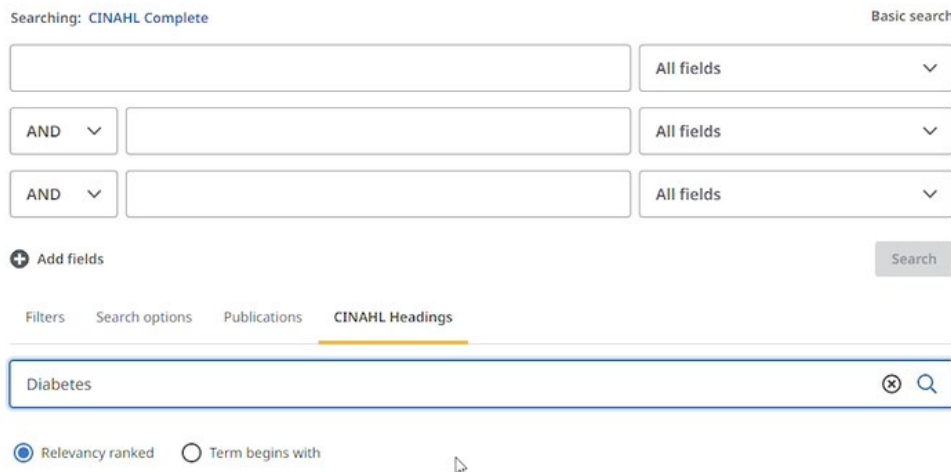 Searching: CINAHL Complete Basic search
All fields
AND All fields
AND All fields
Add fields Search
Filters Search options Publications CINAHL Headings
Diabetes
Relevancy ranked Term begins with